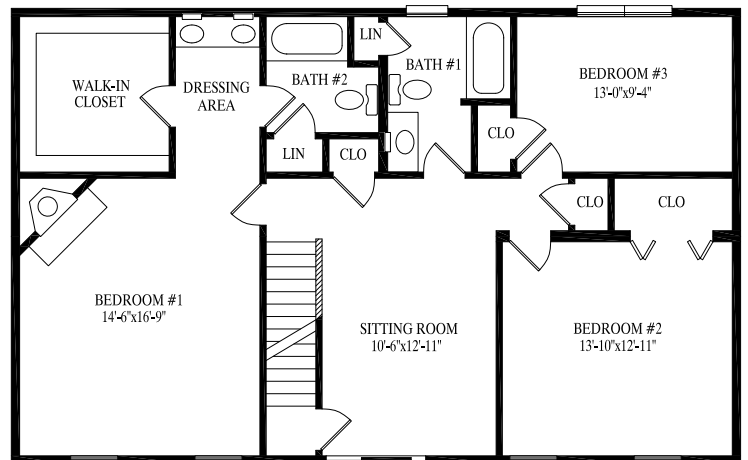 WALK-IN
CLOSET
DRESSING
AREA
BATH #2
LIN
BATH #1
BEDROOM #3
13'-0"x9'-4"
CLO
LIN
CLO
CLO
CLO
BEDROOM #1
14'-6"x16'-9"
SITTING ROOM
10'-6"x12'-11"
BEDROOM #2
13'-10"x12'-11"